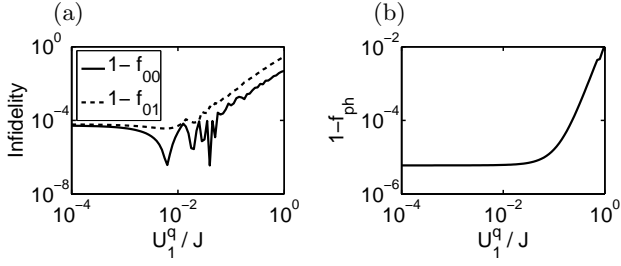 (a)
10^0
10^-4
10^-8
Infidelity
1− f_00
1− f_01
10^-4 10^-2 10^0
U_1^q / J
(b)
10^-2
10^-4
10^-6
1−f_ph
10^-4 10^-2 10^0
U_1^q / J